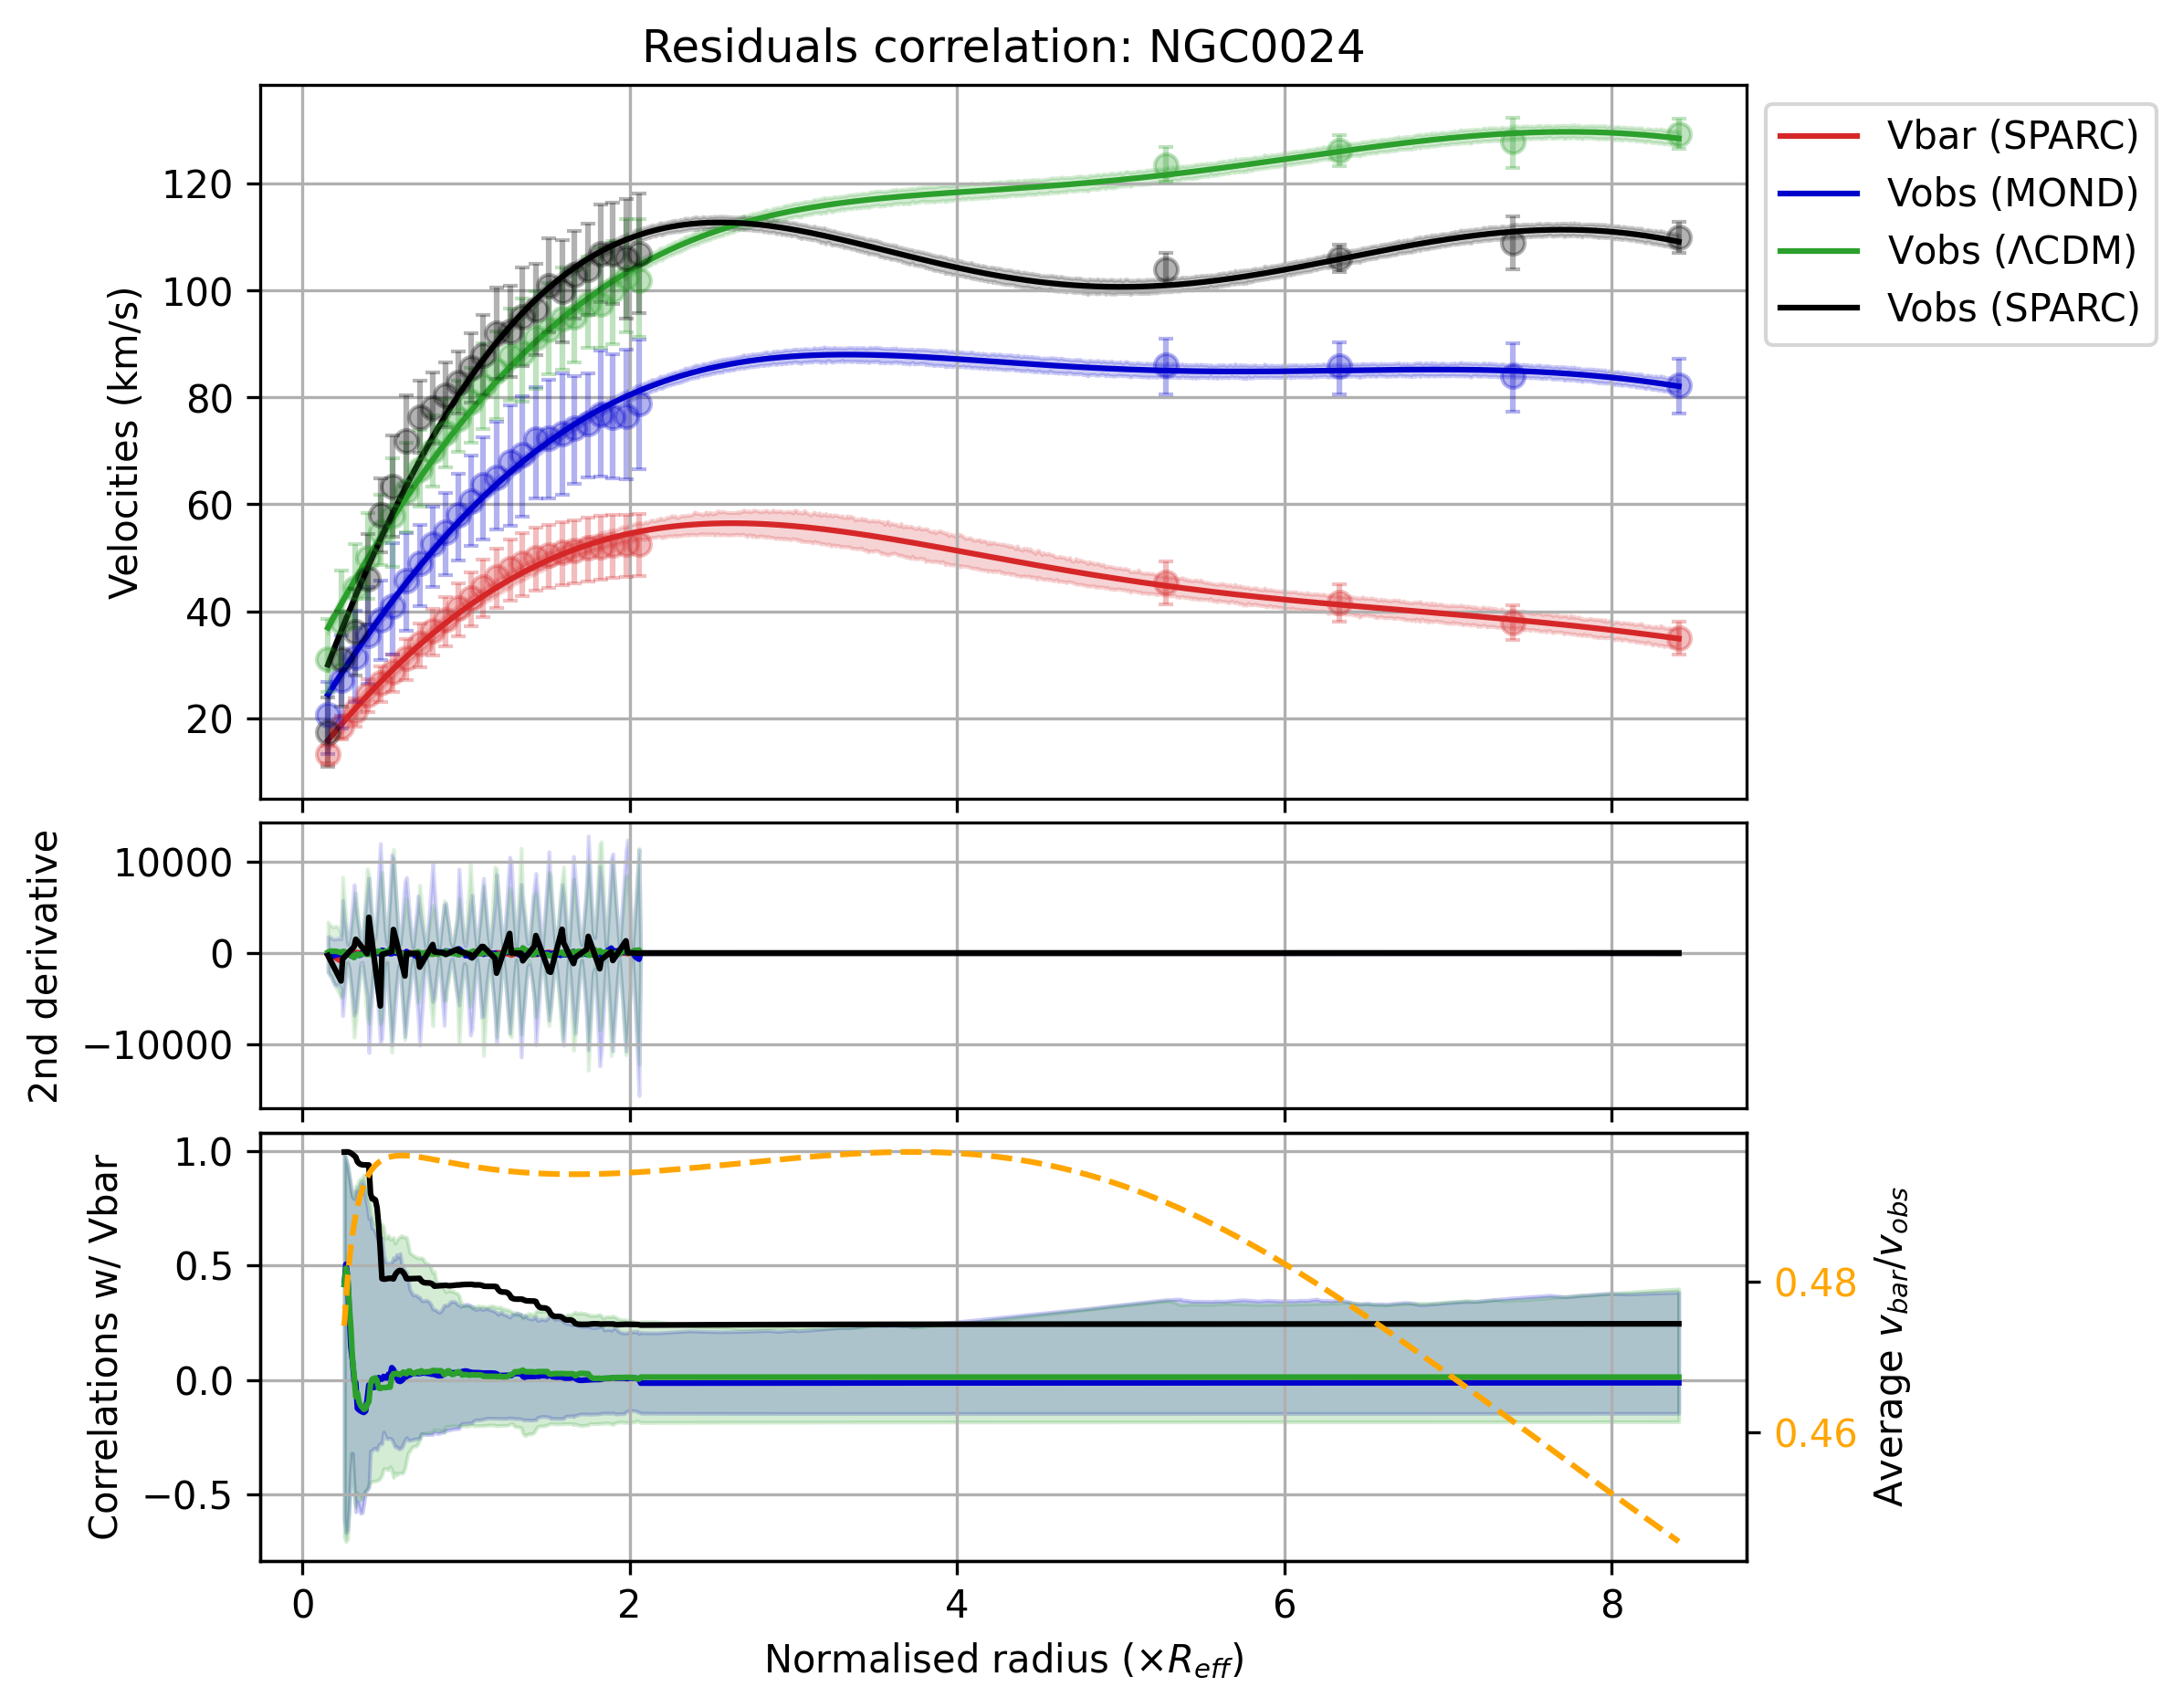 Residuals correlation: NGC0024
Velocities (km/s)
120
100
80
60
40
20
Vbar (SPARC)
Vobs (MOND)
Vobs (ΛCDM)
Vobs (SPARC)
2nd derivative
10000
0
−10000
Correlations w/ Vbar
1.0
0.5
0.0
−0.5
0.48
0.46
Average v_bar/v_obs
0 2 4 6 8
Normalised radius (×R_eff)